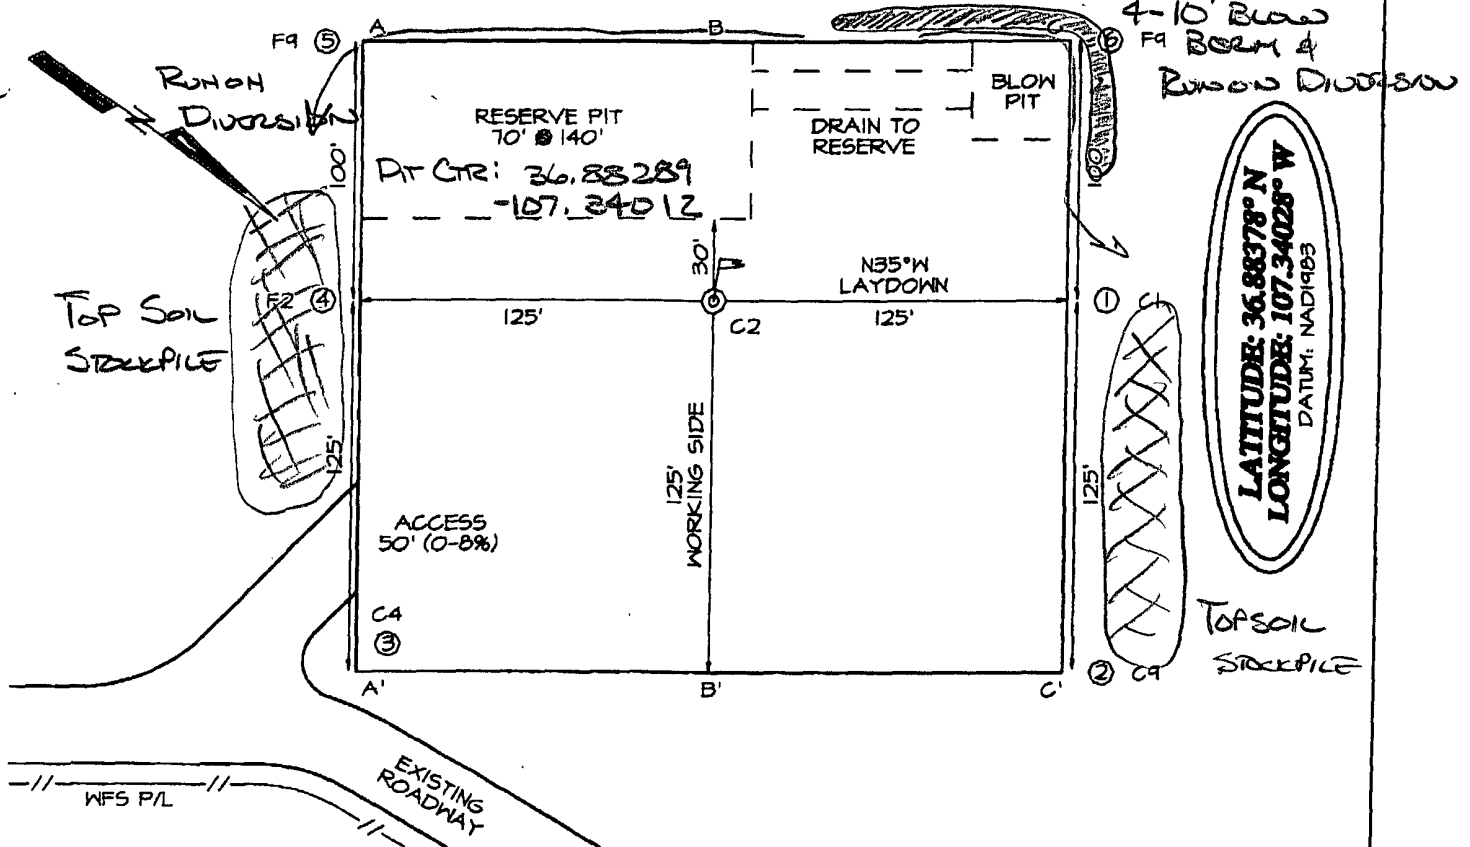 4-10' BLOW
BERM &
RUNON DIVERSION
A
B
F9 ⑤
⑥ F9
RUNON
DIVERSION
N
RESERVE PIT
70' @ 140'
PIT CTR: 36.88289
-107.34012
DRAIN TO
RESERVE
BLOW
PIT
100'
100'
30'
N35°W
LAYDOWN
F2 ④
① C1
125'
125'
C2
TOP SOIL
STOCKPILE
125'
125'
WORKING SIDE
125'
ACCESS
50' (0-8%)
C4
③
A'
B'
C'
② C9
TOPSOIL
STOCKPILE
LATITUDE: 36.88378° N
LONGITUDE: 107.34028° W
DATUM: NAD1983
EXISTING
ROADWAY
WFS P/L